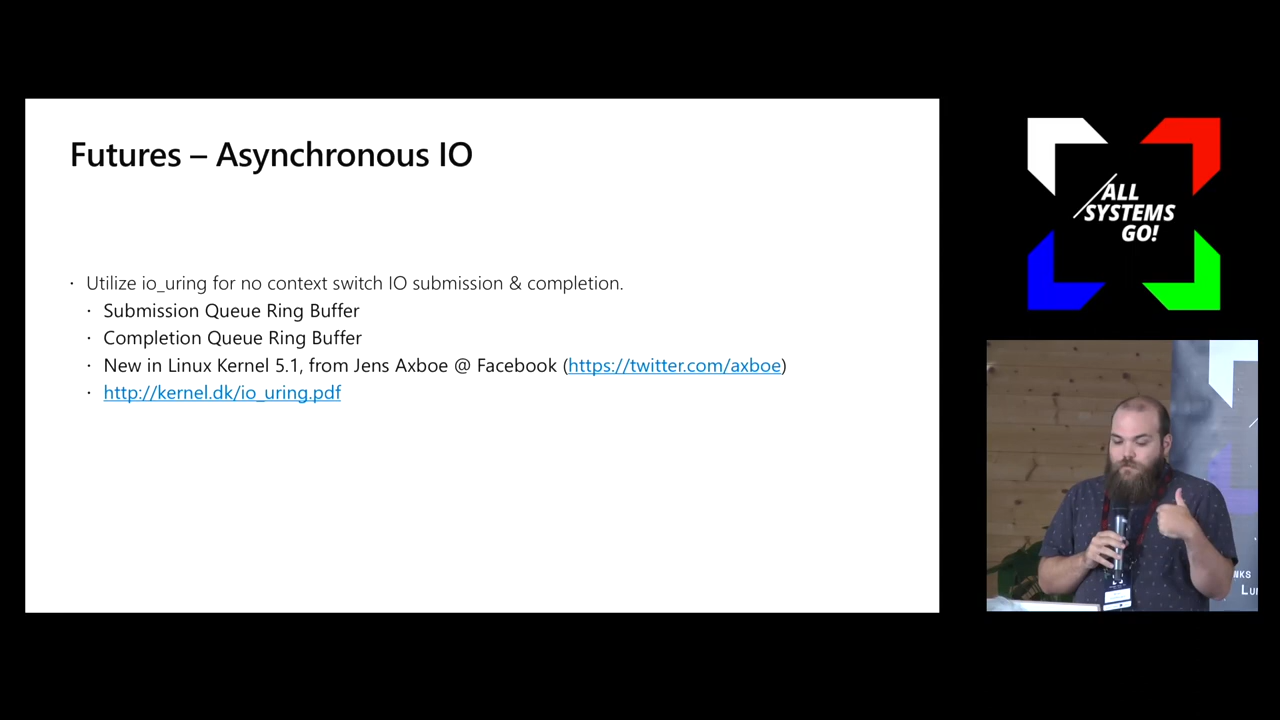 Futures – Asynchronous IO
· Utilize io_uring for no context switch IO submission & completion.
· Submission Queue Ring Buffer
· Completion Queue Ring Buffer
· New in Linux Kernel 5.1, from Jens Axboe @ Facebook (https://twitter.com/axboe)
· http://kernel.dk/io_uring.pdf
/ALL
SYSTEMS
GO!